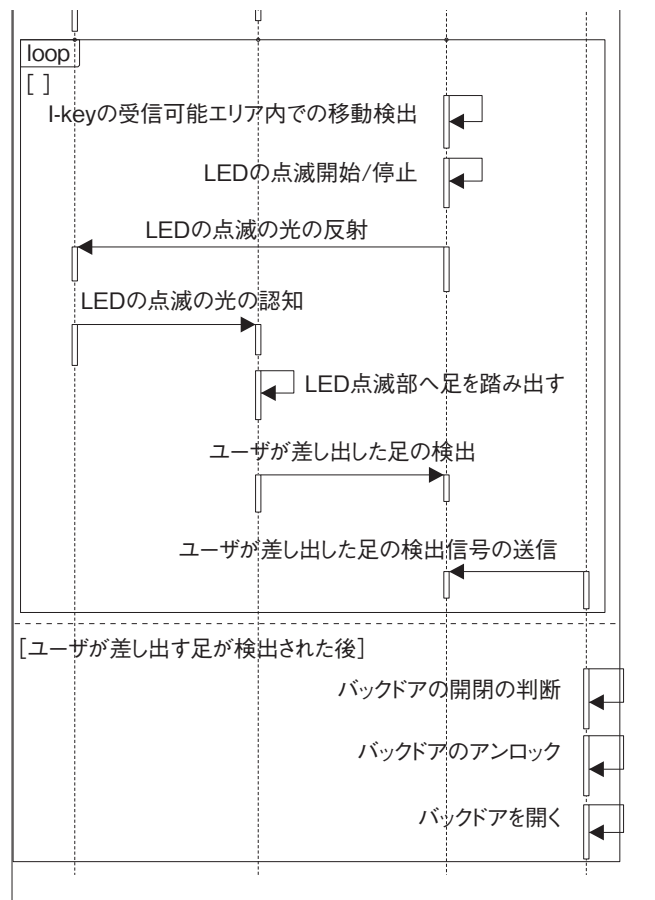 loop
[ ]
I-keyの受信可能エリア内での移動検出
LEDの点滅開始/停止
LEDの点滅の光の反射
LEDの点滅の光の認知
LED点滅部へ足を踏み出す
ユーザが差し出した足の検出
ユーザが差し出した足の検出信号の送信
[ユーザが差し出す足が検出された後]
バックドアの開閉の判断
バックドアのアンロック
バックドアを開く